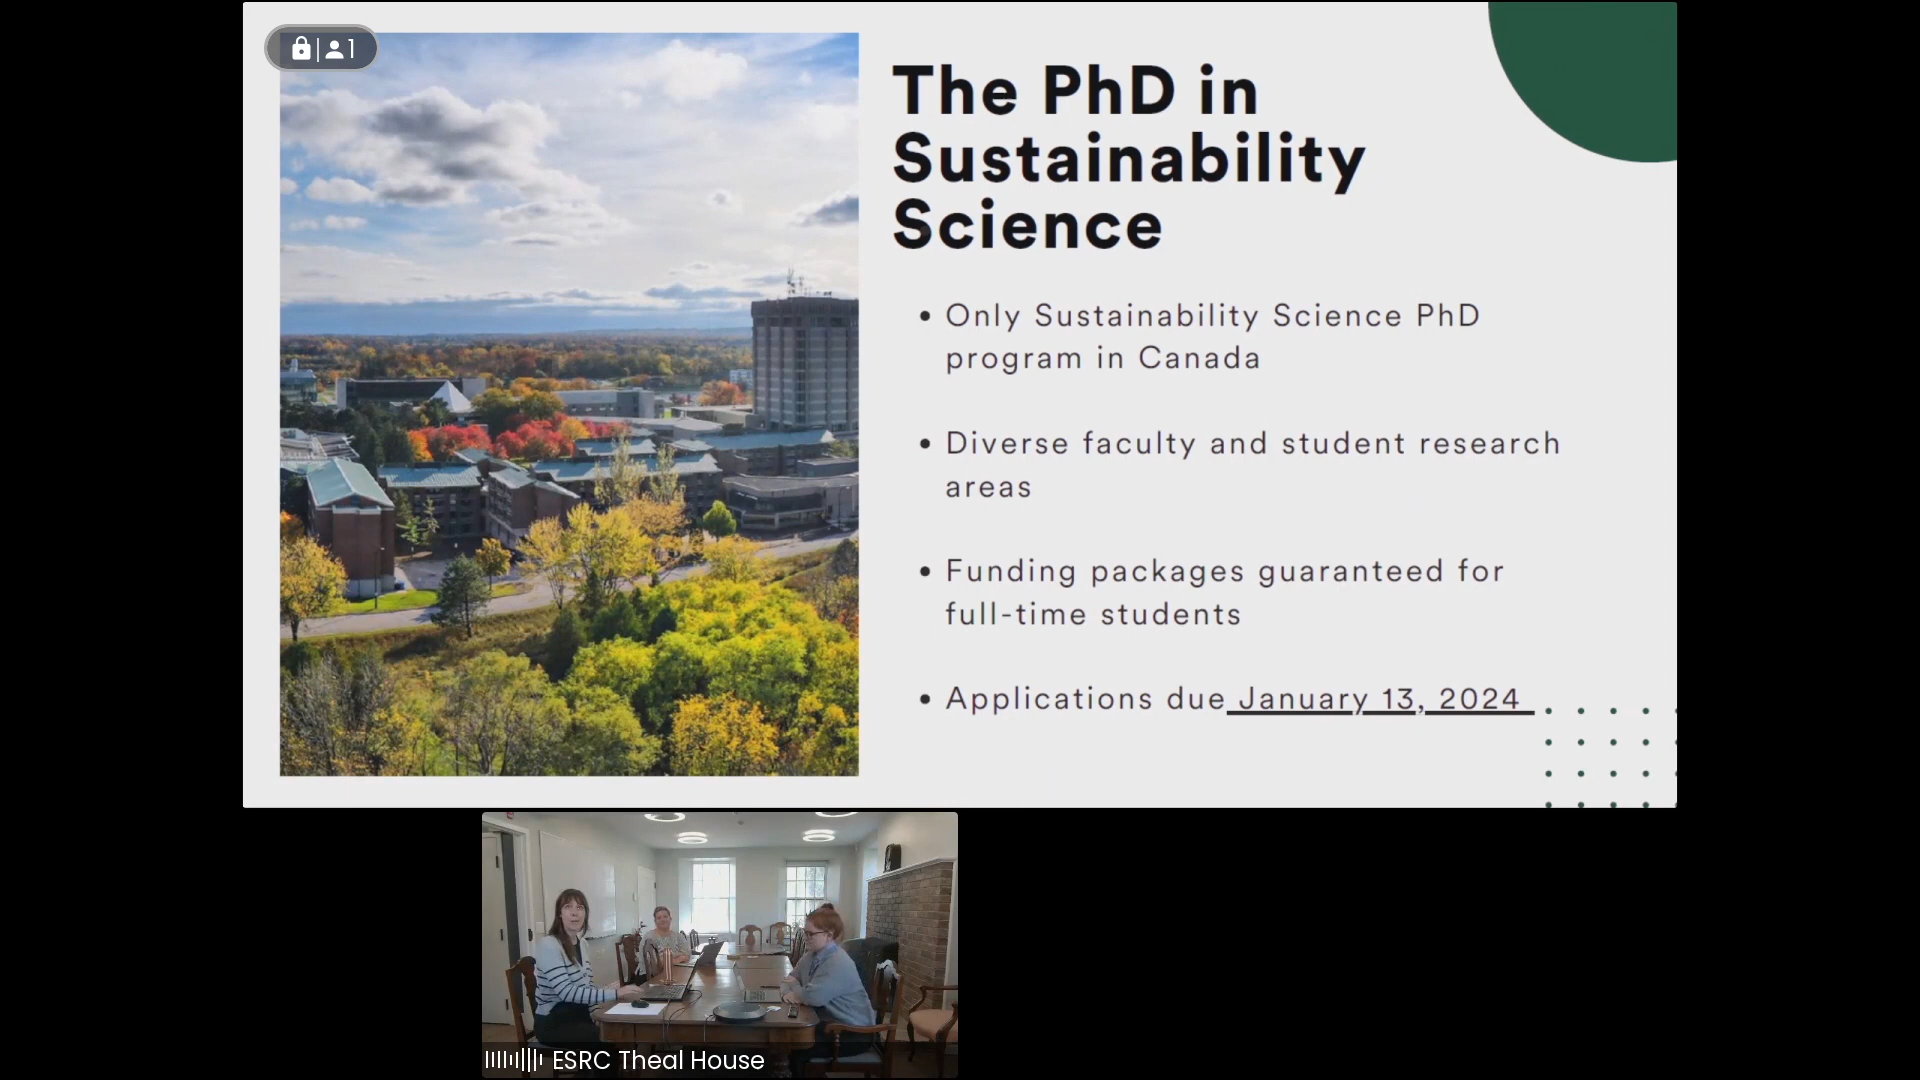 1
The PhD in
Sustainability
Science
• Only Sustainability Science PhD
program in Canada
• Diverse faculty and student research
areas
• Funding packages guaranteed for
full-time students
• Applications due January 13, 2024
ESRC Theal House